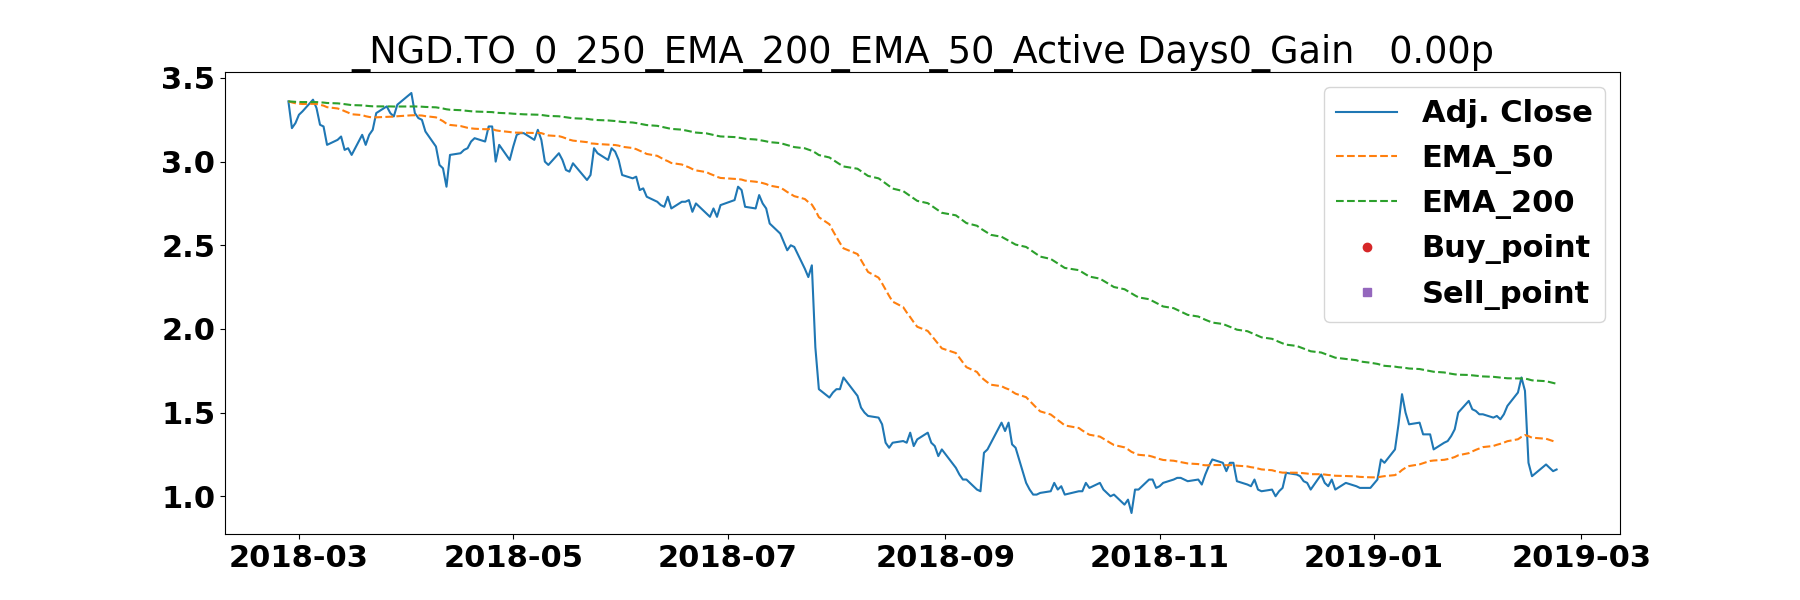 _NGD.TO_0_250_EMA_200_EMA_50_Active Days0_Gain   0.00p
3.5
3.0
2.5
2.0
1.5
1.0
Adj. Close
EMA_50
EMA_200
Buy_point
Sell_point
2018-03 2018-05 2018-07 2018-09 2018-11 2019-01 2019-03